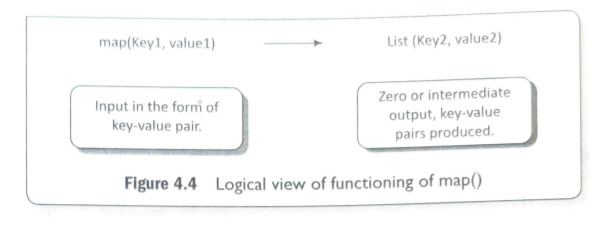 map(Key1, value1)
List (Key2, value2)
Input in the form of
key-value pair.
Zero or intermediate
output, key-value
pairs produced.
Figure 4.4 Logical view of functioning of map()